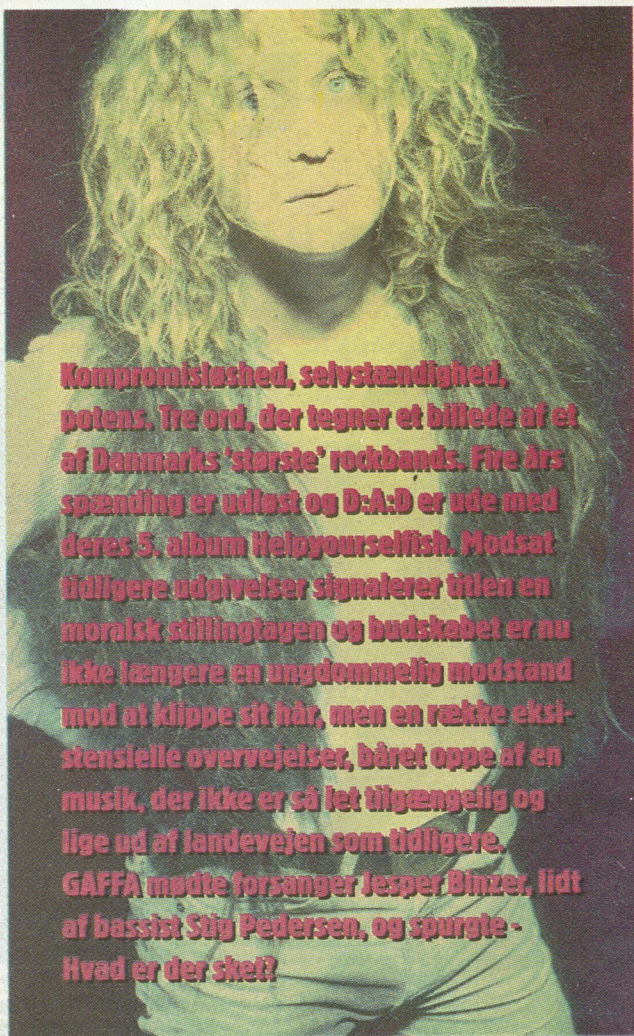 Kompromisløshed, selvstændighed,
potens. Tre ord, der tegner et billede af et
af Danmarks 'største' rockbands. Fire års
spænding er udløst og D:A:D er ude med
deres 5. album Helpyourselfish. Modsat
tidligere udgivelser signalerer titlen en
moralsk stillingtagen og budskabet er nu
ikke længere en ungdommelig modstand
mod at klippe sit hår, men en række eksi-
stensielle overvejelser, båret oppe af en
musik, der ikke er så let tilgængelig og
lige ud af landevejen som tidligere.
GAFFA mødte forsanger Jesper Binzer, lidt
af bassist Stig Pedersen, og spurgte -
Hvad er der sket?